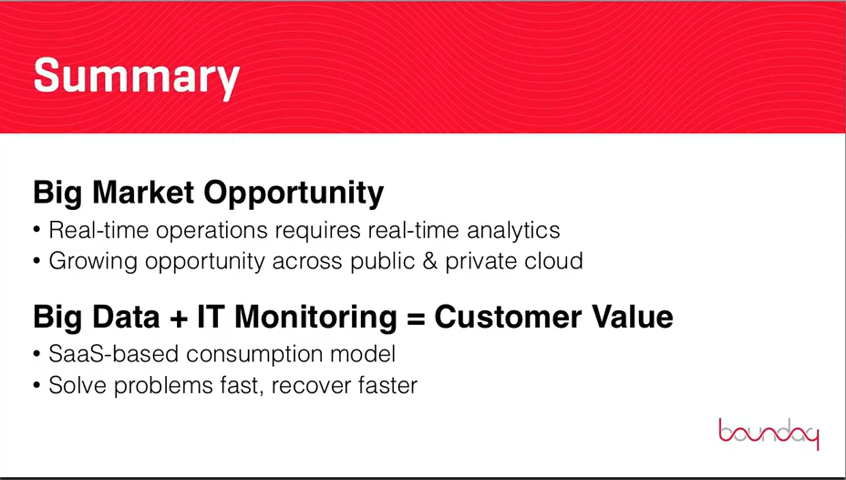 Summary
Big Market Opportunity
• Real-time operations requires real-time analytics
• Growing opportunity across public & private cloud
Big Data + IT Monitoring = Customer Value
• SaaS-based consumption model
• Solve problems fast, recover faster
boundary